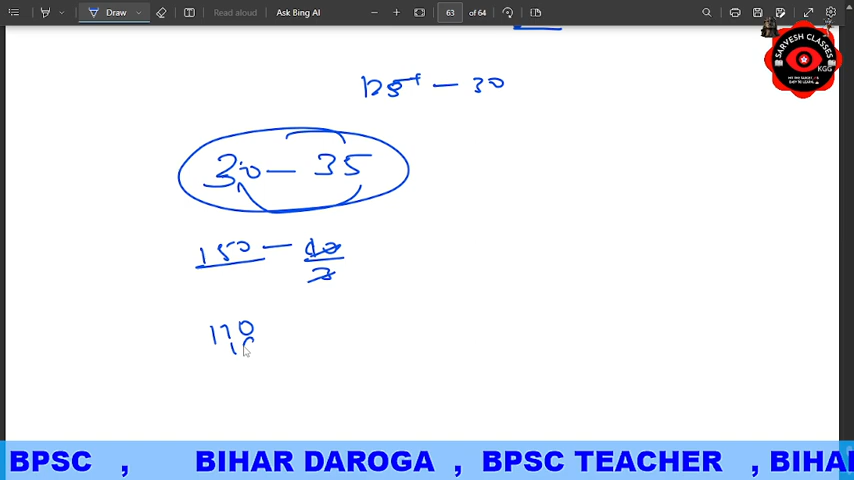 Draw
Read aloud
Ask Bing AI
63 of 64
SARVESH CLASSES
KGG
— 30
30 — 35
150 —
170
BPSC , BIHAR DAROGA , BPSC TEACHER , BIHA